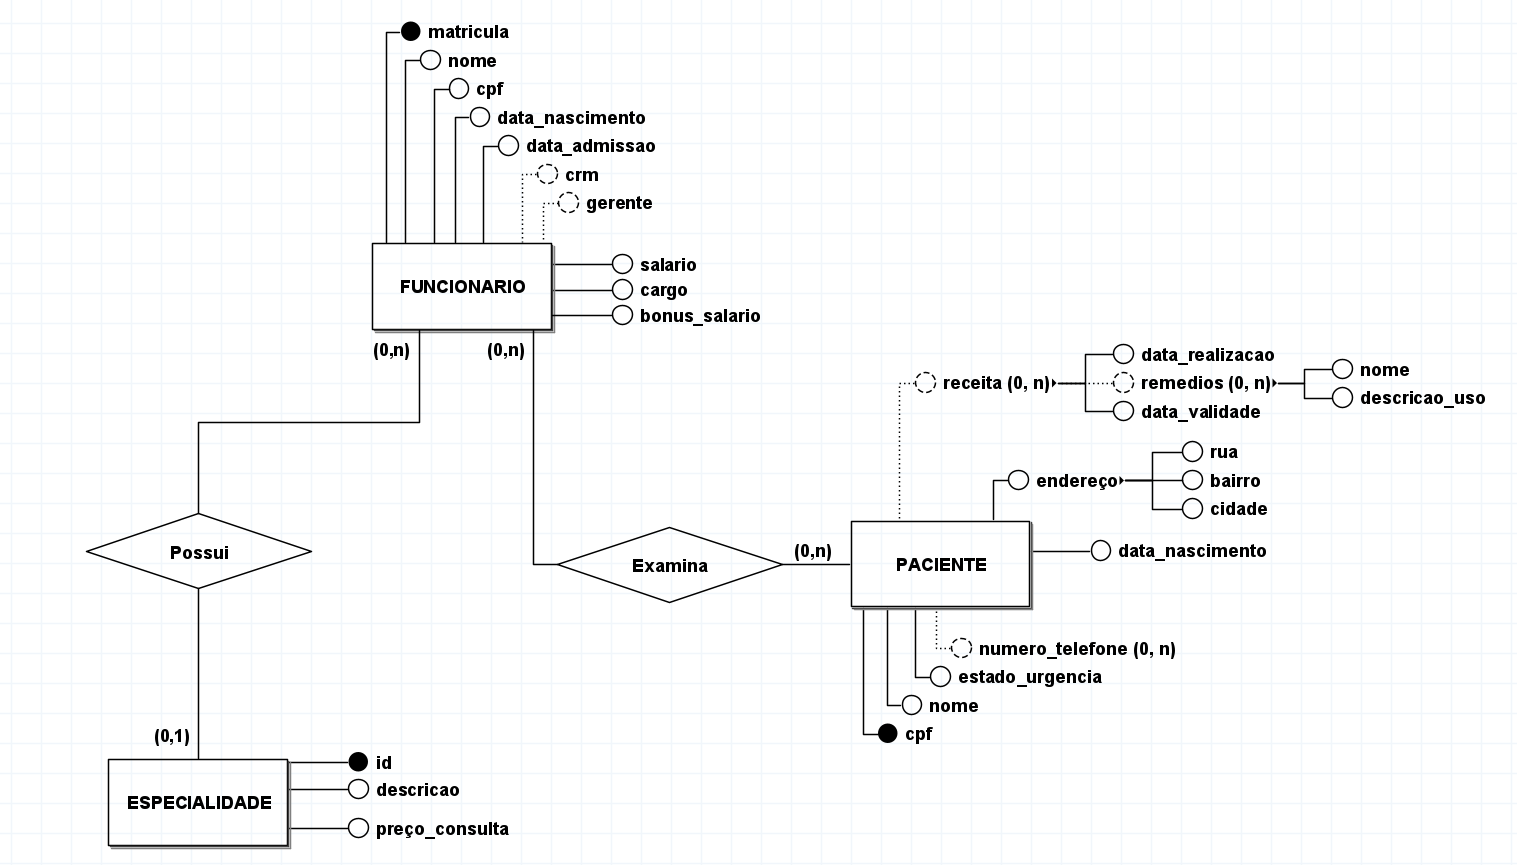 matricula
nome
cpf
data_nascimento
data_admissao
crm
gerente
FUNCIONARIO
salario
cargo
bonus_salario
(0,n)
(0,n)
receita (0, n)
data_realizacao
remedios (0, n)
data_validade
nome
descricao_uso
endereço
rua
bairro
cidade
Possui
Examina
(0,n)
PACIENTE
data_nascimento
numero_telefone (0, n)
estado_urgencia
nome
cpf
(0,1)
ESPECIALIDADE
id
descricao
preço_consulta